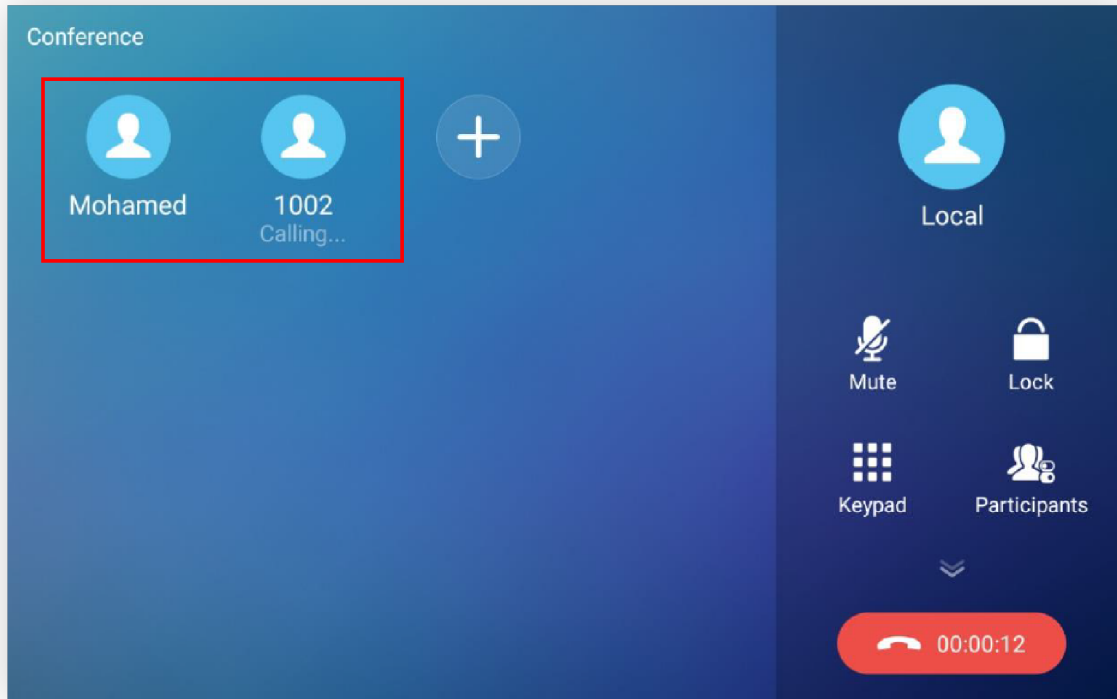 Conference
Mohamed
1002
Calling...
Local
Mute
Lock
Keypad
Participants
00:00:12